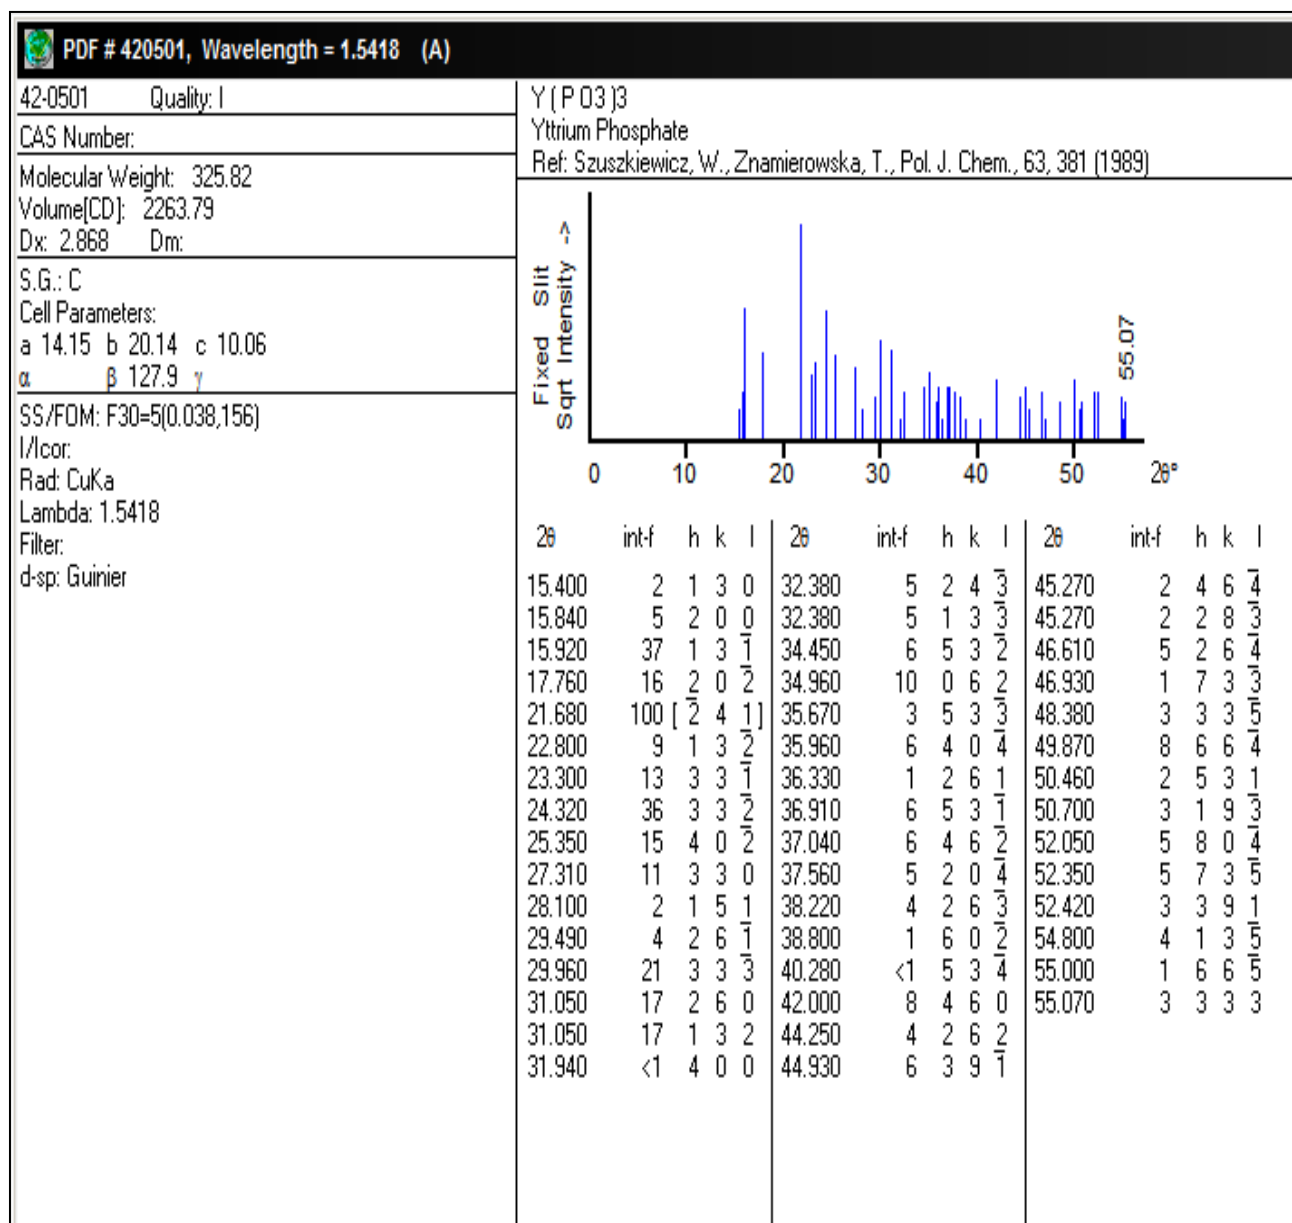 PDF # 420501, Wavelength = 1.5418 (A)
42-0501 Quality: I
CAS Number:
Molecular Weight: 325.82
Volume[CD]: 2263.79
Dx: 2.868 Dm:
S.G.: C
Cell Parameters:
a 14.15 b 20.14 c 10.06
α β 127.9 γ
SS/FOM: F30=5(0.038,156)
I/Icor:
Rad: CuKa
Lambda: 1.5418
Filter:
d-sp: Guinier
Y ( P O3 )3
Yttrium Phosphate
Ref: Szuszkiewicz, W., Znamierowska, T., Pol. J. Chem., 63, 381 (1989)
Fixed Slit
Sqrt Intensity ->
55.07
0 10 20 30 40 50 2θ°
2θ int-f h k l
15.400 2 1 3 0
15.840 5 2 0 0
15.920 37 1 3 1̄
17.760 16 2 0 2̄
21.680 100 [ 2̄ 4 1 ]
22.800 9 1 3 2̄
23.300 13 3 3 1̄
24.320 36 3 3 2̄
25.350 15 4 0 2̄
27.310 11 3 3 0
28.100 2 1 5 1
29.490 4 2 6 1̄
29.960 21 3 3 3̄
31.050 17 2 6 0
31.050 17 1 3 2
31.940 <1 4 0 0
2θ int-f h k l
32.380 5 2 4 3̄
32.380 5 1 3 3̄
34.450 6 5 3 2̄
34.960 10 0 6 2
35.670 3 5 3 3̄
35.960 6 4 0 4̄
36.330 1 2 6 1
36.910 6 5 3 1̄
37.040 6 4 6 2̄
37.560 5 2 0 4̄
38.220 4 2 6 3̄
38.800 1 6 0 2̄
40.280 <1 5 3 4̄
42.000 8 4 6 0
44.250 4 2 6 2
44.930 6 3 9 1̄
2θ int-f h k l
45.270 2 4 6 4̄
45.270 2 2 8 3̄
46.610 5 2 6 4̄
46.930 1 7 3 3̄
48.380 3 3 3 5̄
49.870 8 6 6 4̄
50.460 2 5 3 1
50.700 3 1 9 3̄
52.050 5 8 0 4̄
52.350 5 7 3 5̄
52.420 3 3 9 1
54.800 4 1 3 5̄
55.000 1 6 6 5̄
55.070 3 3 3 3